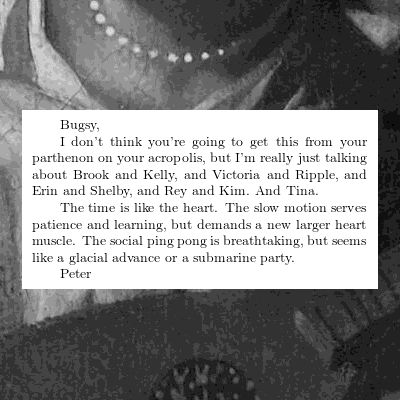 Bugsy,
I don't think you're going to get this from your
parthenon on your acropolis, but I'm really just talking
about Brook and Kelly, and Victoria and Ripple, and
Erin and Shelby, and Rey and Kim. And Tina.
The time is like the heart. The slow motion serves
patience and learning, but demands a new larger heart
muscle. The social ping pong is breathtaking, but seems
like a glacial advance or a submarine party.
Peter